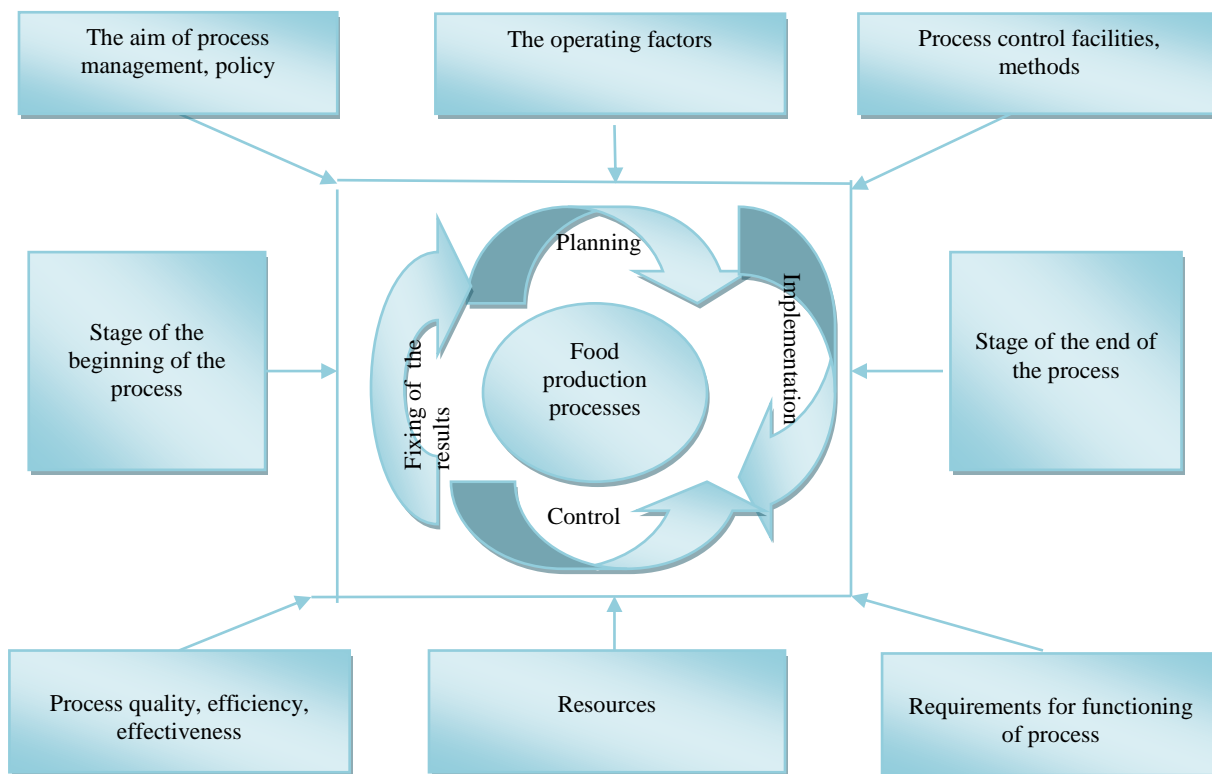 The aim of process
management, policy
The operating factors
Process control facilities,
methods
Planning
Implementation
Stage of the
beginning of the
process
Food
production
processes
Stage of the end of
the process
Fixing of the
results
Control
Process quality, efficiency,
effectiveness
Resources
Requirements for functioning
of process